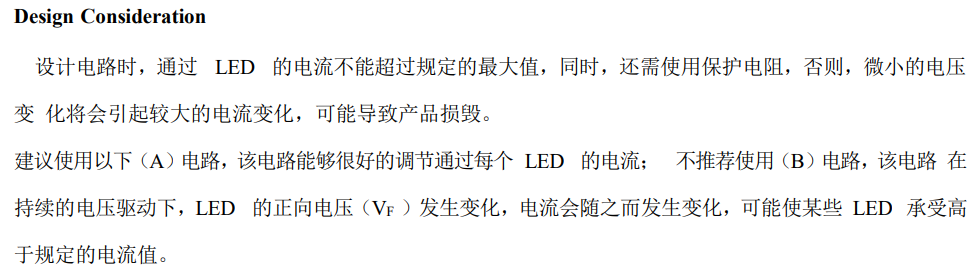 Design Consideration
设计电路时，通过 LED 的电流不能超过规定的最大值，同时，还需使用保护电阻，否则，微小的电压
变 化将会引起较大的电流变化，可能导致产品损毁。
建议使用以下（A）电路，该电路能够很好的调节通过每个 LED 的电流； 不推荐使用（B）电路，该电路 在
持续的电压驱动下，LED 的正向电压（VF ）发生变化，电流会随之而发生变化，可能使某些 LED 承受高
于规定的电流值。